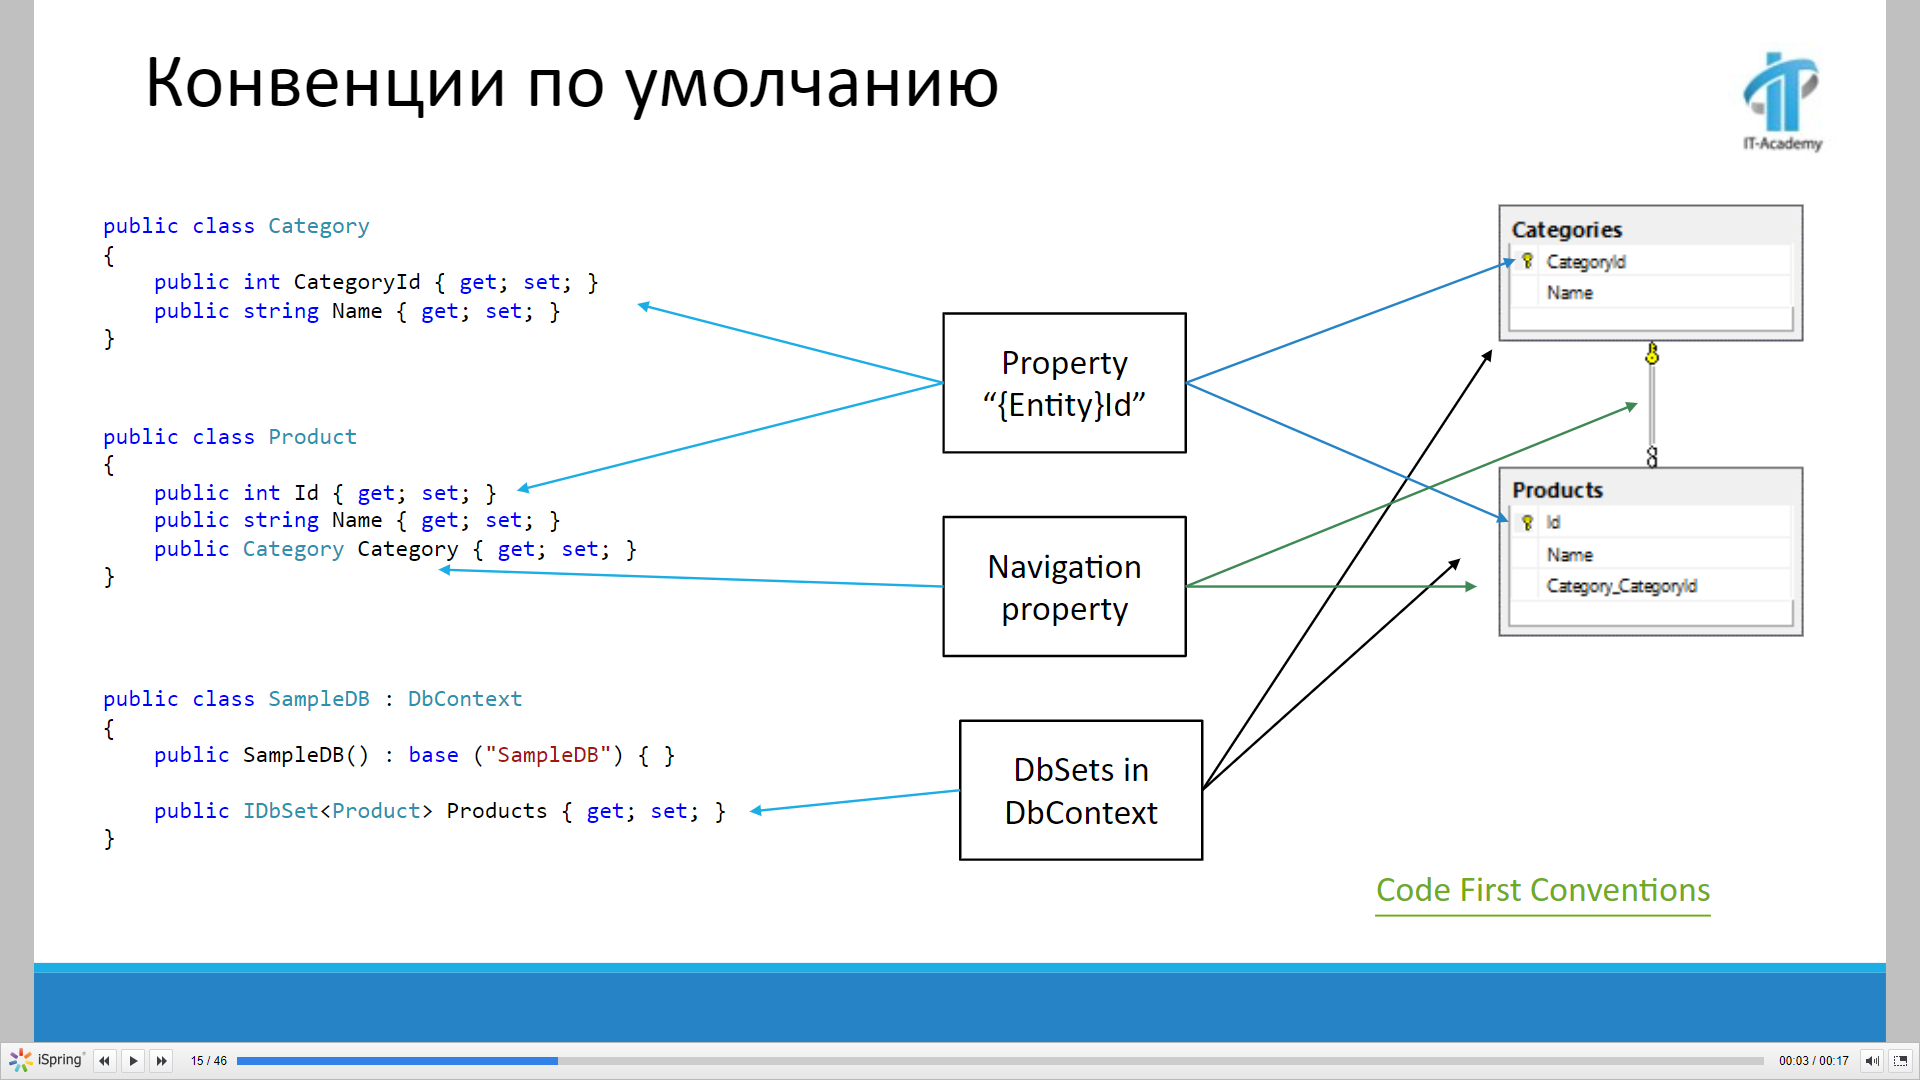 Конвенции по умолчанию
IT-Academy
public class Category
{
public int CategoryId { get; set; }
public string Name { get; set; }
}
public class Product
{
public int Id { get; set; }
public string Name { get; set; }
public Category Category { get; set; }
}
public class SampleDB : DbContext
{
public SampleDB() : base ("SampleDB") { }
public IDbSet<Product> Products { get; set; }
}
Property
“{Entity}Id”
Navigation
property
DbSets in
DbContext
Categories
CategoryId
Name
Products
Id
Name
Category_CategoryId
Code First Conventions
iSpring
15 / 46
00:03 / 00:17